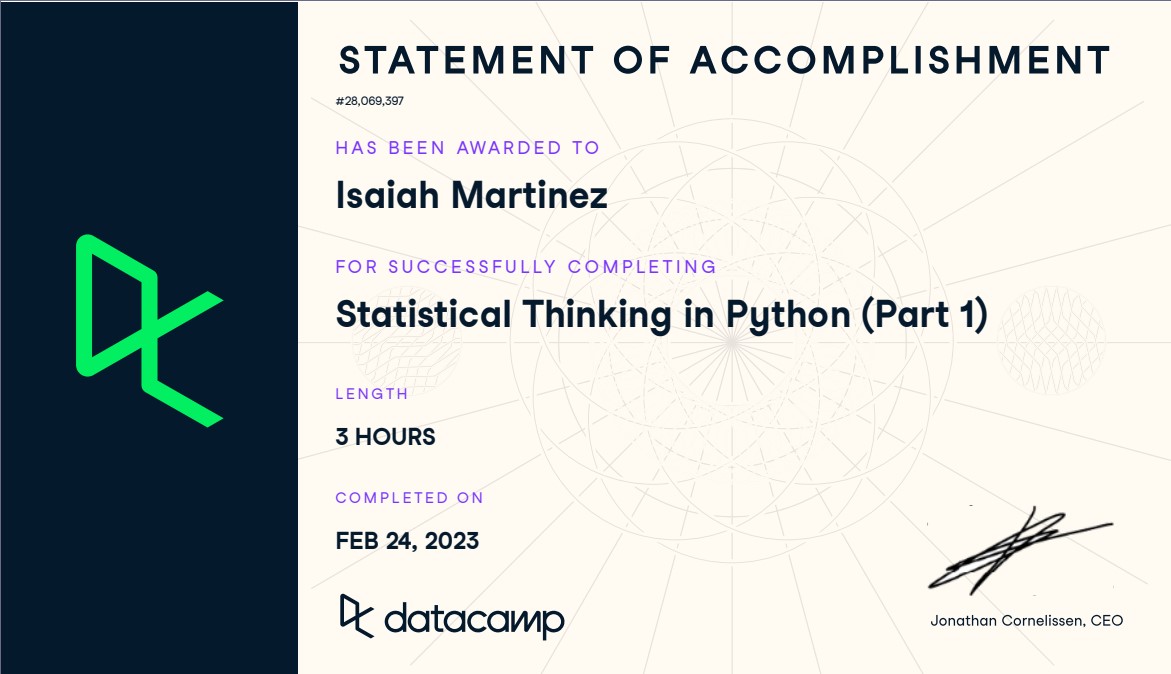 STATEMENT OF ACCOMPLISHMENT
#28,069,397
HAS BEEN AWARDED TO
Isaiah Martinez
FOR SUCCESSFULLY COMPLETING
Statistical Thinking in Python (Part 1)
LENGTH
3 HOURS
COMPLETED ON
FEB 24, 2023
datacamp
Jonathan Cornelissen, CEO